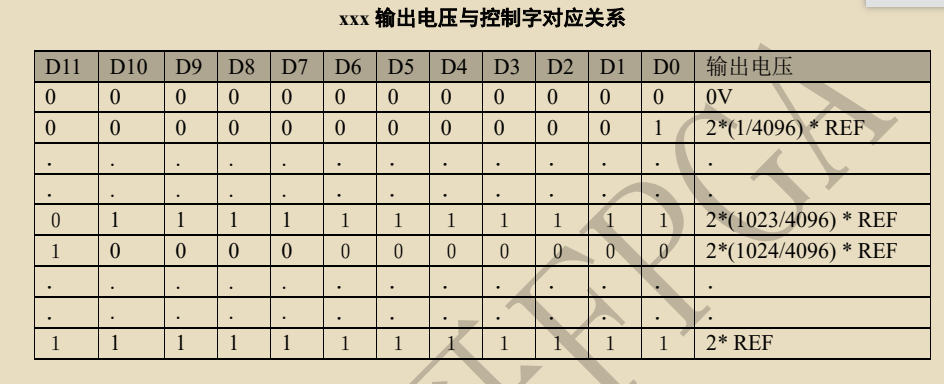 xxx 输出电压与控制字对应关系
D11 D10 D9 D8 D7 D6 D5 D4 D3 D2 D1 D0 输出电压
0 0 0 0 0 0 0 0 0 0 0 0 0V
0 0 0 0 0 0 0 0 0 0 0 1 2*(1/4096) * REF
. . . . . . . . . . . . .
. . . . . . . . . . . . .
0 1 1 1 1 1 1 1 1 1 1 1 2*(1023/4096) * REF
1 0 0 0 0 0 0 0 0 0 0 0 2*(1024/4096) * REF
. . . . . . . . . . . . .
. . . . . . . . . . . . .
1 1 1 1 1 1 1 1 1 1 1 1 2* REF
FPGA